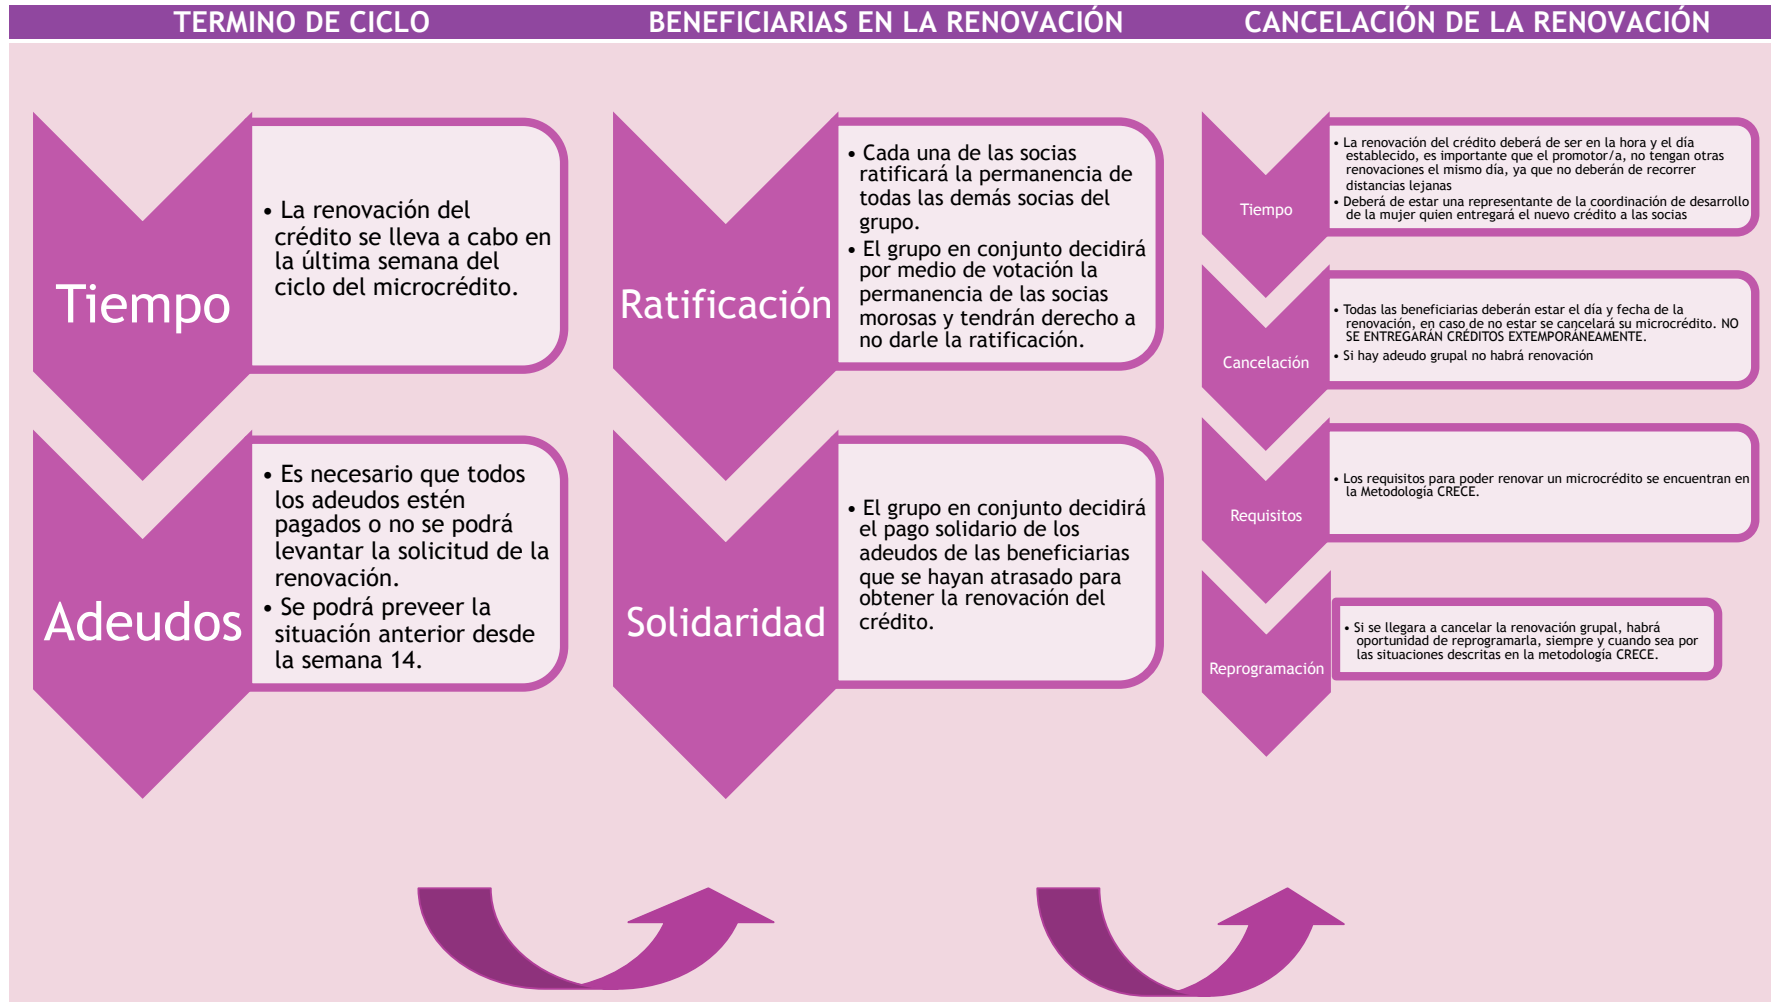 TERMINO DE CICLO
BENEFICIARIAS EN LA RENOVACIÓN
CANCELACIÓN DE LA RENOVACIÓN
Tiempo
• La renovación del
crédito se lleva a cabo en
la última semana del
ciclo del microcrédito.
Adeudos
• Es necesario que todos
los adeudos estén
pagados o no se podrá
levantar la solicitud de la
renovación.
• Se podrá preveer la
situación anterior desde
la semana 14.
Ratificación
• Cada una de las socias
ratificará la permanencia de
todas las demás socias del
grupo.
• El grupo en conjunto decidirá
por medio de votación la
permanencia de las socias
morosas y tendrán derecho a
no darle la ratificación.
Solidaridad
• El grupo en conjunto decidirá
el pago solidario de los
adeudos de las beneficiarias
que se hayan atrasado para
obtener la renovación del
crédito.
Tiempo
• La renovación del crédito deberá de ser en la hora y el día
establecido, es importante que el promotor/a, no tengan otras
renovaciones el mismo día, ya que no deberán de recorrer
distancias lejanas
• Deberá de estar una representante de la coordinación de desarrollo
de la mujer quien entregará el nuevo crédito a las socias
Cancelación
• Todas las beneficiarias deberán estar el día y fecha de la
renovación, en caso de no estar se cancelará su microcrédito. NO
SE ENTREGARÁN CRÉDITOS EXTEMPORÁNEAMENTE.
• Si hay adeudo grupal no habrá renovación
Requisitos
• Los requisitos para poder renovar un microcrédito se encuentran en
la Metodología CRECE.
Reprogramación
• Si se llegara a cancelar la renovación grupal, habrá
oportunidad de reprogramarla, siempre y cuando sea por
las situaciones descritas en la metodología CRECE.